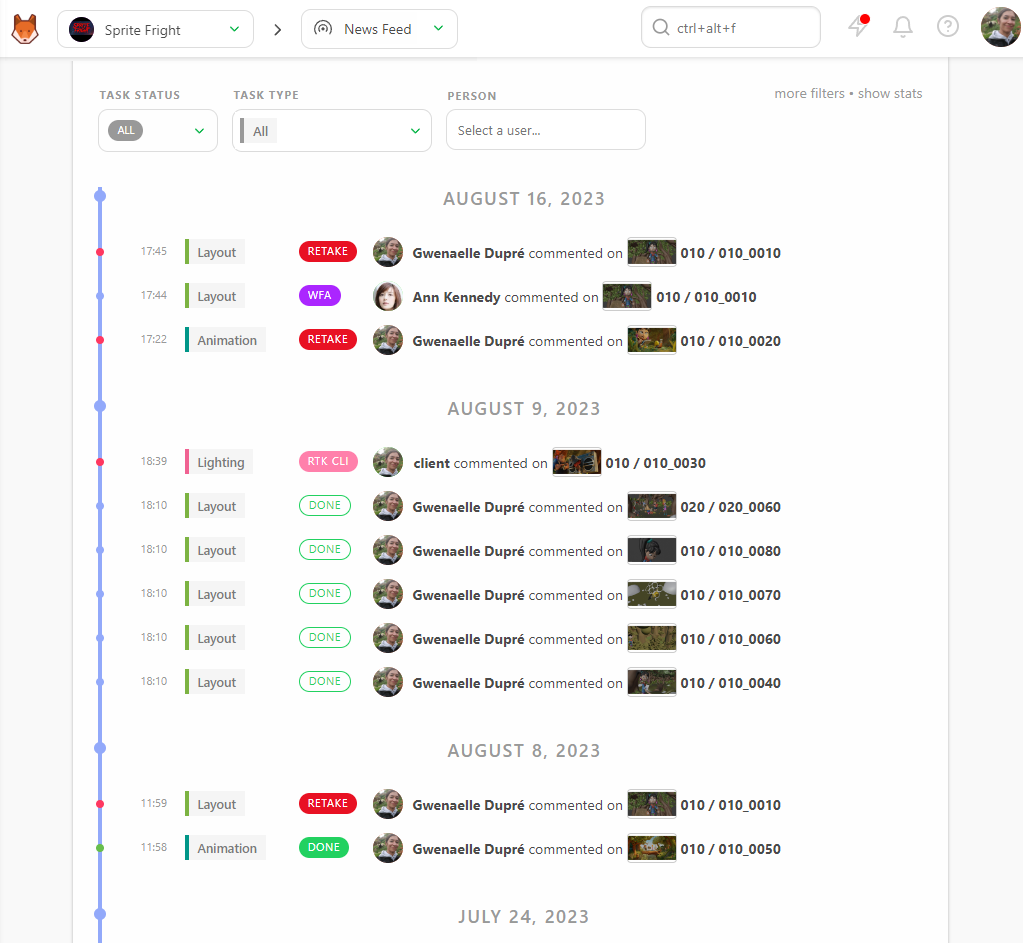 Sprite Fright
News Feed
ctrl+alt+f
TASK STATUS
TASK TYPE
PERSON
more filters • show stats
ALL
All
Select a user...
AUGUST 16, 2023
17:45 Layout RETAKE Gwenaelle Dupré commented on 010 / 010_0010
17:44 Layout WFA Ann Kennedy commented on 010 / 010_0010
17:22 Animation RETAKE Gwenaelle Dupré commented on 010 / 010_0020
AUGUST 9, 2023
18:39 Lighting RTK CLI client commented on 010 / 010_0030
18:10 Layout DONE Gwenaelle Dupré commented on 020 / 020_0060
18:10 Layout DONE Gwenaelle Dupré commented on 010 / 010_0080
18:10 Layout DONE Gwenaelle Dupré commented on 010 / 010_0070
18:10 Layout DONE Gwenaelle Dupré commented on 010 / 010_0060
18:10 Layout DONE Gwenaelle Dupré commented on 010 / 010_0040
AUGUST 8, 2023
11:59 Layout RETAKE Gwenaelle Dupré commented on 010 / 010_0010
11:58 Animation DONE Gwenaelle Dupré commented on 010 / 010_0050
JULY 24, 2023